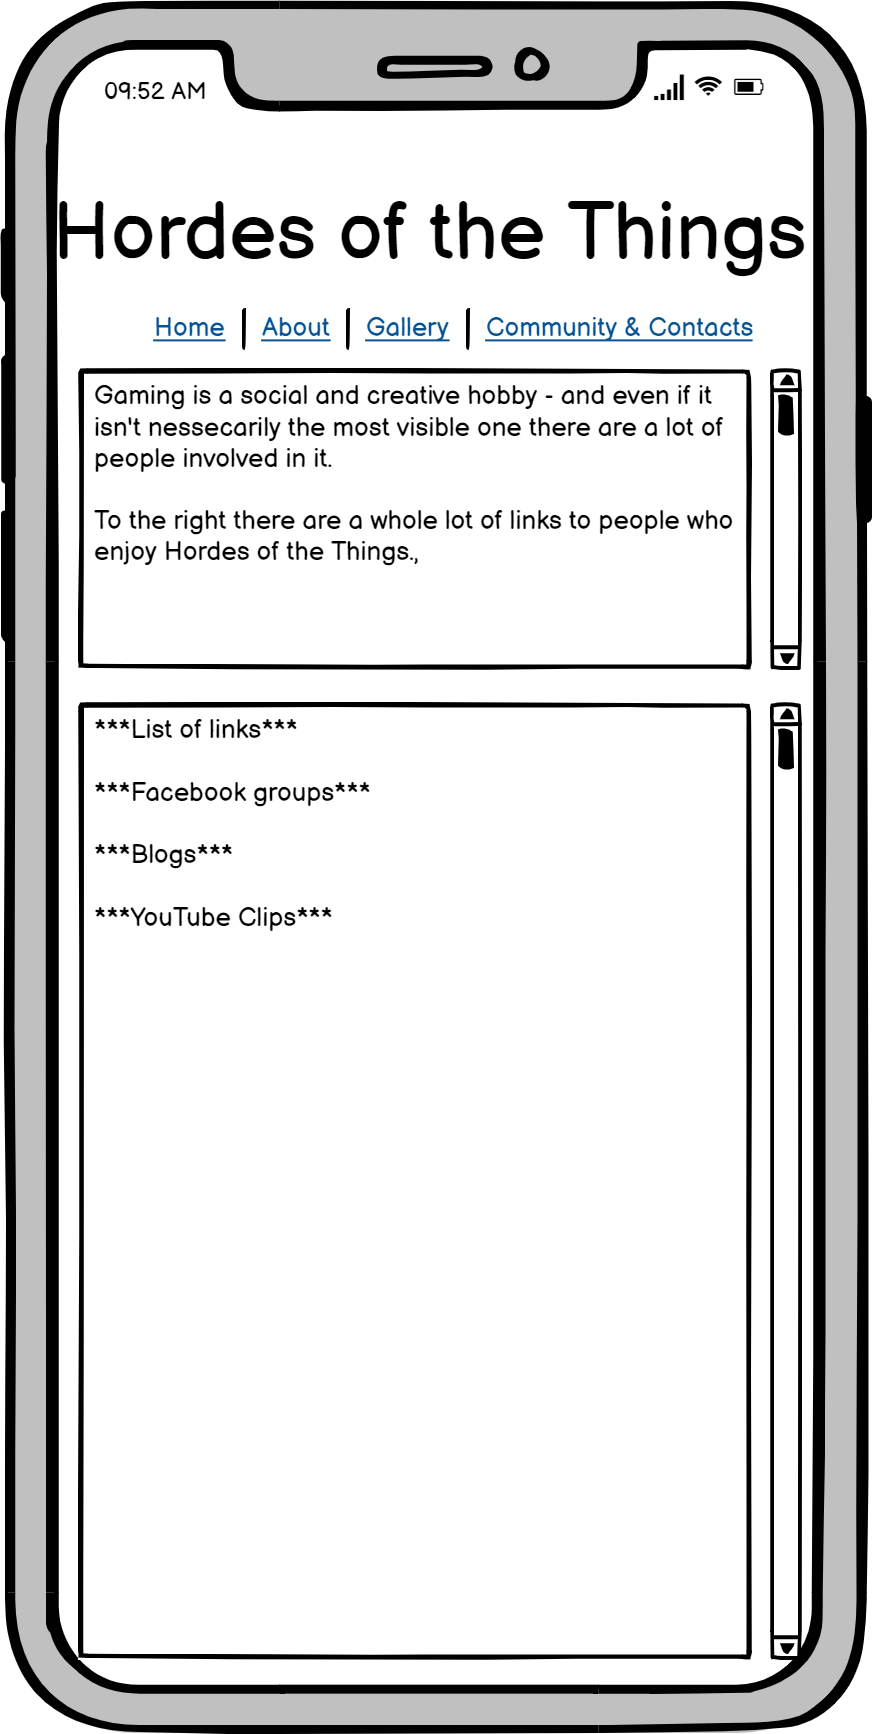 09:52 AM
Hordes of the Things
Home | About | Gallery | Community & Contacts
Gaming is a social and creative hobby - and even if it
isn't nessecarily the most visible one there are a lot of
people involved in it.
To the right there are a whole lot of links to people who
enjoy Hordes of the Things.,
***List of links***
***Facebook groups***
***Blogs***
***YouTube Clips***